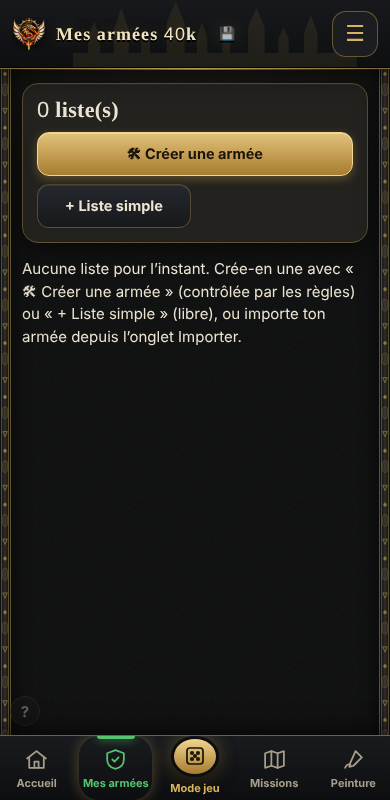 Mes armées 40k
0 liste(s)
🛠 Créer une armée
+ Liste simple
Aucune liste pour l’instant. Crée-en une avec «
🛠 Créer une armée » (contrôlée par les règles)
ou « + Liste simple » (libre), ou importe ton
armée depuis l’onglet Importer.
?
Accueil
Mes armées
Mode jeu
Missions
Peinture